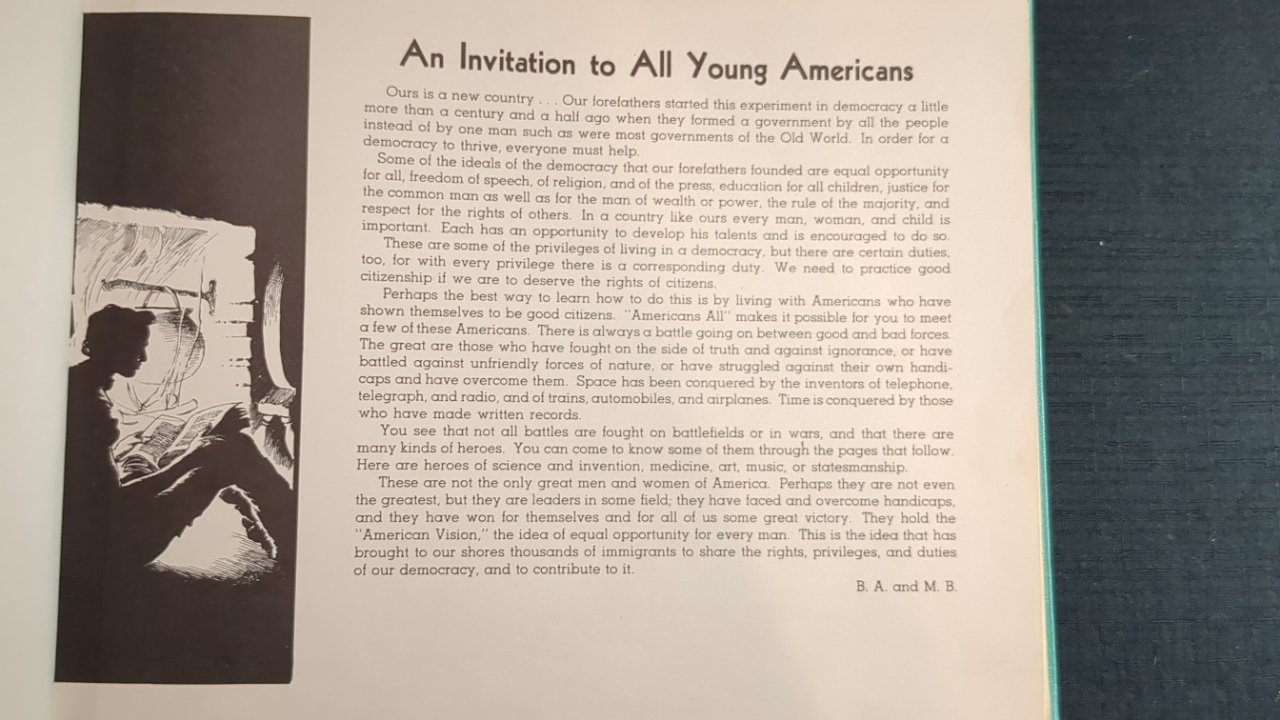 An Invitation to All Young Americans
Ours is a new country . . . Our forefathers started this experiment in democracy a little
more than a century and a half ago when they formed a government by all the people
instead of by one man such as were most governments of the Old World. In order for a
democracy to thrive, everyone must help.
Some of the ideals of the democracy that our forefathers founded are equal opportunity
for all, freedom of speech, of religion, and of the press, education for all children, justice for
the common man as well as for the man of wealth or power, the rule of the majority, and
respect for the rights of others. In a country like ours every man, woman, and child is
important. Each has an opportunity to develop his talents and is encouraged to do so.
These are some of the privileges of living in a democracy, but there are certain duties,
too, for with every privilege there is a corresponding duty. We need to practice good
citizenship if we are to deserve the rights of citizens.
Perhaps the best way to learn how to do this is by living with Americans who have
shown themselves to be good citizens. "Americans All" makes it possible for you to meet
a few of these Americans. There is always a battle going on between good and bad forces.
The great are those who have fought on the side of truth and against ignorance, or have
battled against unfriendly forces of nature, or have struggled against their own handi-
caps and have overcome them. Space has been conquered by the inventors of telephone,
telegraph, and radio, and of trains, automobiles, and airplanes. Time is conquered by those
who have made written records.
You see that not all battles are fought on battlefields or in wars, and that there are
many kinds of heroes. You can come to know some of them through the pages that follow.
Here are heroes of science and invention, medicine, art, music, or statesmanship.
These are not the only great men and women of America. Perhaps they are not even
the greatest, but they are leaders in some field; they have faced and overcome handicaps,
and they have won for themselves and for all of us some great victory. They hold the
"American Vision," the idea of equal opportunity for every man. This is the idea that has
brought to our shores thousands of immigrants to share the rights, privileges, and duties
of our democracy, and to contribute to it.
B. A. and M. B.